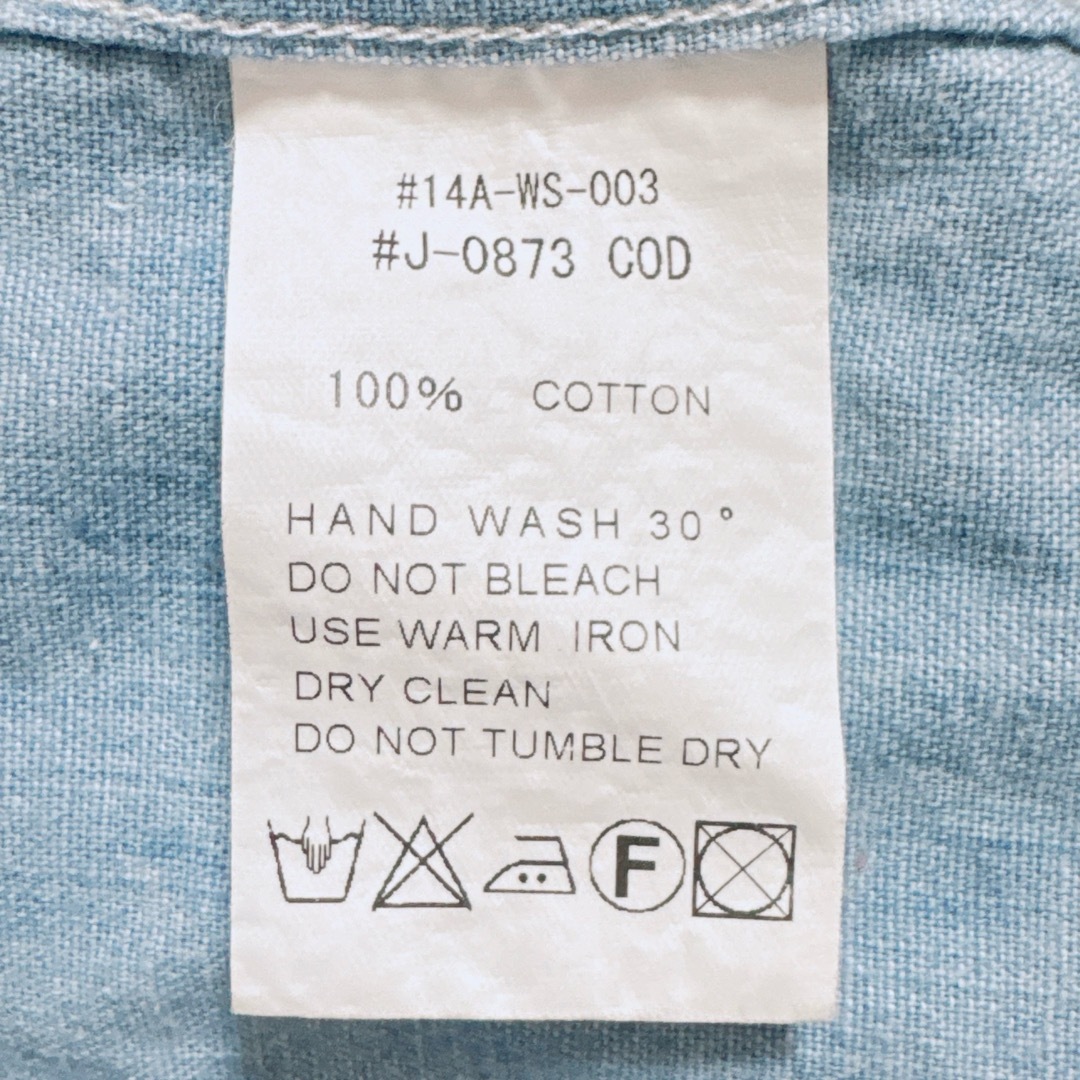 #14A-WS-003
#J-0873 COD
100% COTTON
HAND WASH 30°
DO NOT BLEACH
USE WARM IRON
DRY CLEAN
DO NOT TUMBLE DRY
F